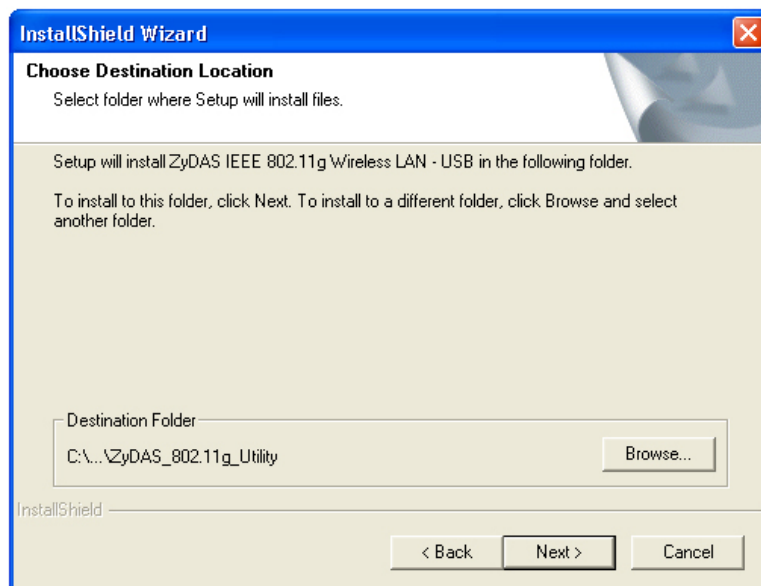 InstallShield Wizard
Choose Destination Location
Select folder where Setup will install files.
Setup will install ZyDAS IEEE 802.11g Wireless LAN - USB in the following folder.
To install to this folder, click Next. To install to a different folder, click Browse and select
another folder.
Destination Folder
C:\...\ZyDAS_802.11g_Utility
Browse...
InstallShield
< Back
Next >
Cancel